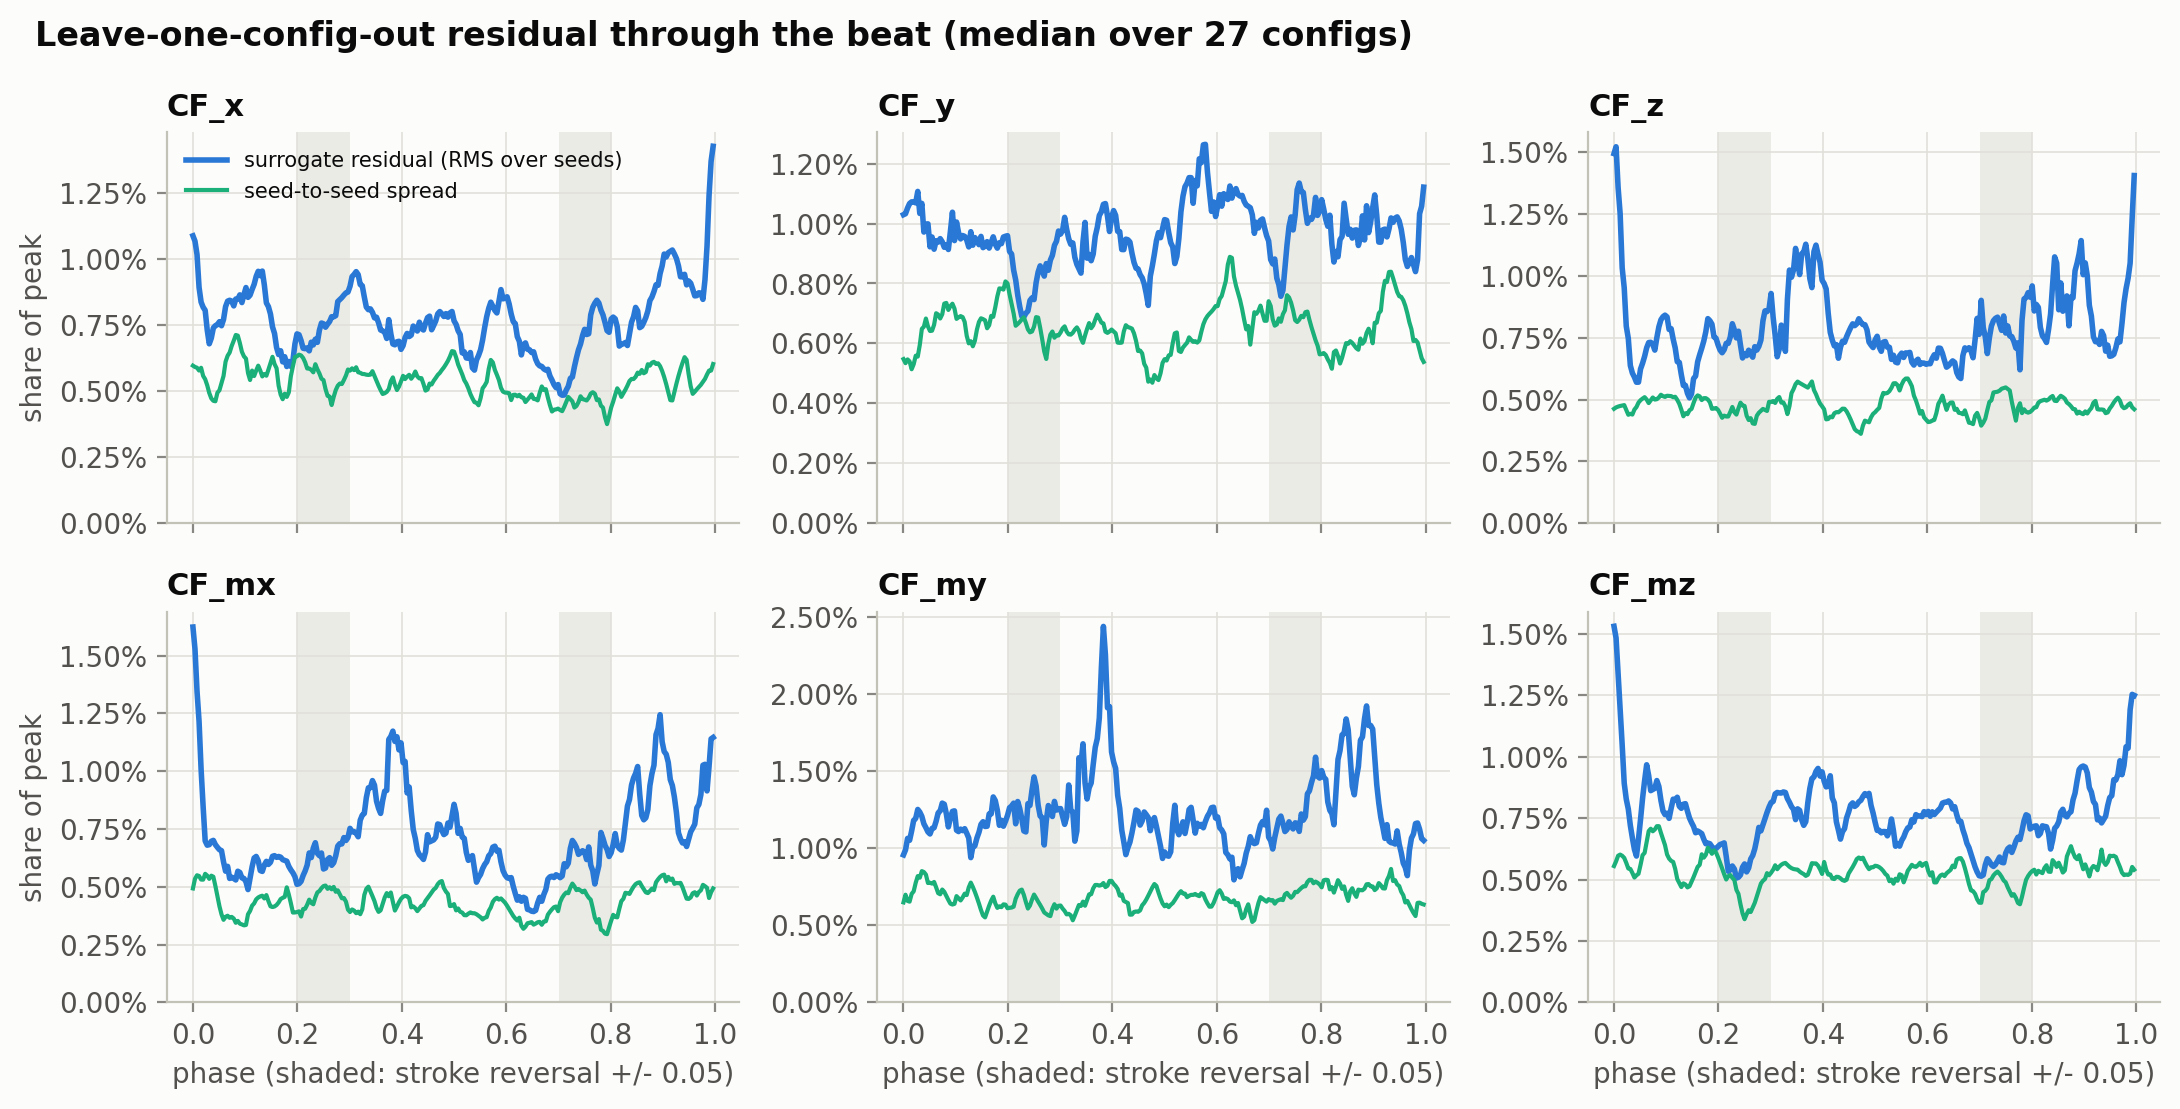 Leave-one-config-out residual through the beat (median over 27 configs)
CF_x
CF_y
CF_z
surrogate residual (RMS over seeds)
seed-to-seed spread
share of peak
1.25%
1.00%
0.75%
0.50%
0.25%
0.00%
1.20%
1.00%
0.80%
0.60%
0.40%
0.20%
0.00%
1.50%
1.25%
1.00%
0.75%
0.50%
0.25%
0.00%
CF_mx
CF_my
CF_mz
share of peak
1.50%
1.25%
1.00%
0.75%
0.50%
0.25%
0.00%
2.50%
2.00%
1.50%
1.00%
0.50%
0.00%
1.50%
1.25%
1.00%
0.75%
0.50%
0.25%
0.00%
0.0 0.2 0.4 0.6 0.8 1.0
0.0 0.2 0.4 0.6 0.8 1.0
0.0 0.2 0.4 0.6 0.8 1.0
phase (shaded: stroke reversal +/- 0.05)
phase (shaded: stroke reversal +/- 0.05)
phase (shaded: stroke reversal +/- 0.05)